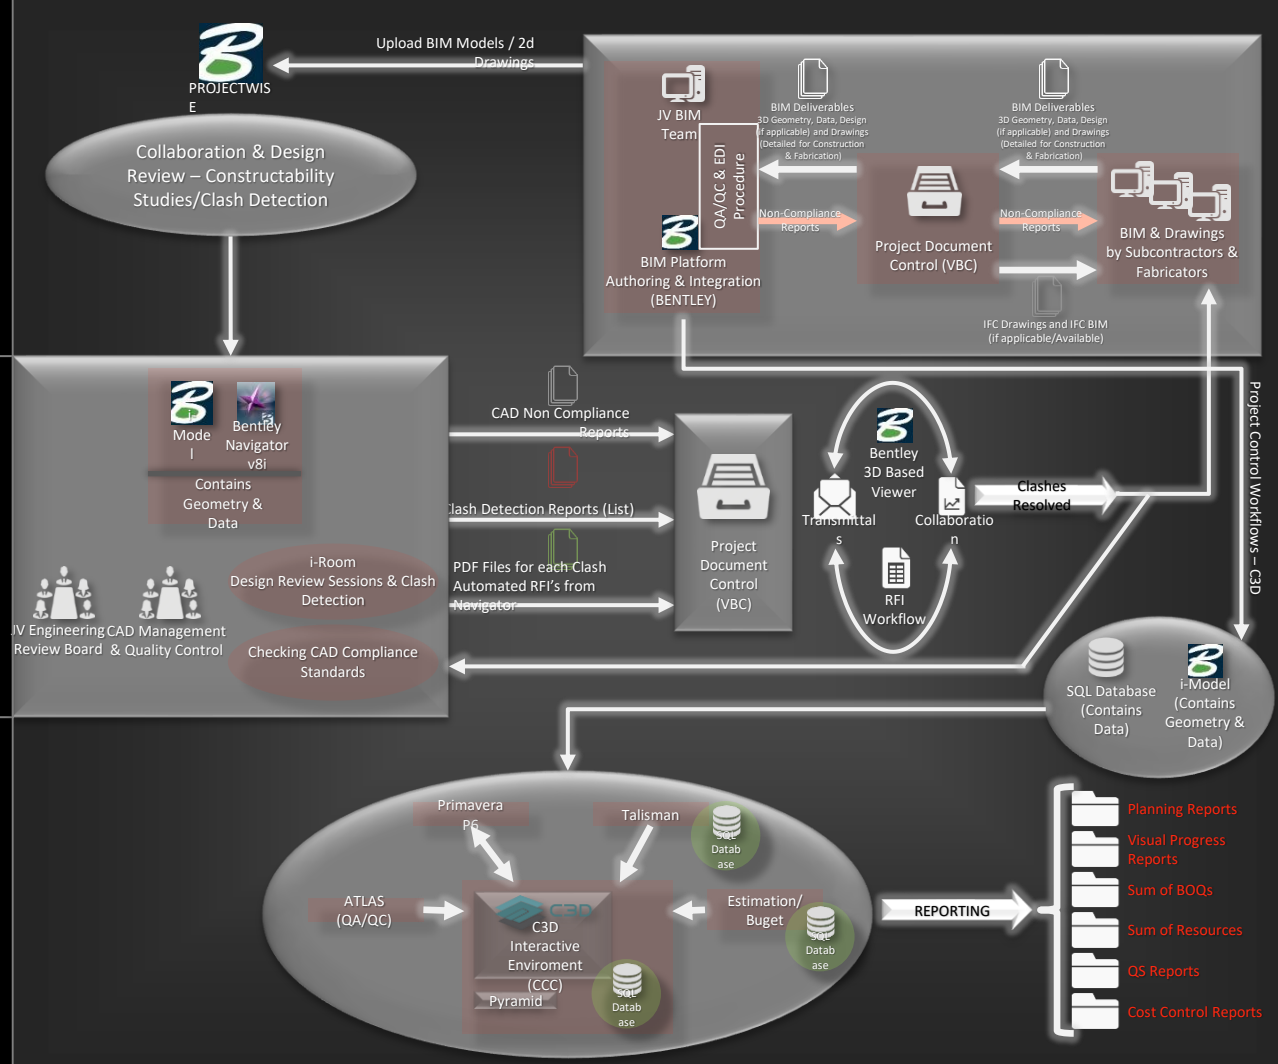 Upload BIM Models / 2d
Drawings
PROJECTWIS
E
Collaboration & Design
Review – Constructability
Studies/Clash Detection
JV BIM
Team
QA/QC & EDI
Procedure
BIM Platform
Authoring & Integration
(BENTLEY)
BIM Deliverables
3D Geometry, Data, Design
(if applicable) and Drawings
(Detailed for Construction
& Fabrication)
Non-Compliance
Reports
Project Document
Control (VBC)
BIM Deliverables
3D Geometry, Data, Design
(if applicable) and Drawings
(Detailed for Construction
& Fabrication)
Non-Compliance
Reports
IFC Drawings and IFC BIM
(if applicable/Available)
BIM & Drawings
by Subcontractors &
Fabricators
Project Control Workflows – C3D
i-
Mode
l
Bentley
Navigator
v8i
Contains
Geometry &
Data
i-Room
Design Review Sessions & Clash
Detection
JV Engineering
Review Board
CAD Management
& Quality Control
Checking CAD Compliance
Standards
CAD Non Compliance
Reports
Clash Detection Reports (List)
PDF Files for each Clash
Automated RFI's from
Navigator
Project
Document
Control
(VBC)
Bentley
3D Based
Viewer
Transmittal
s
Collaboratio
n
RFI
Workflow
Clashes
Resolved
SQL Database
(Contains
Data)
i-Model
(Contains
Geometry &
Data)
Primavera
P6
Talisman
SQL
Datab
ase
ATLAS
(QA/QC)
C3D
C3D
Interactive
Enviroment
(CCC)
Pyramid
SQL
Datab
ase
Estimation/
Buget
SQL
Datab
ase
REPORTING
Planning Reports
Visual Progress
Reports
Sum of BOQs
Sum of Resources
QS Reports
Cost Control Reports